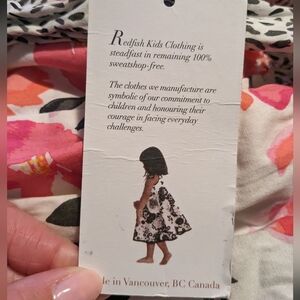 Redfish Kids Clothing is
steadfast in remaining 100%
sweatshop-free.
The clothes we manufacture are
symbolic of our commitment to
children and honouring their
courage in facing everyday
challenges.
in Vancouver, BC Canada